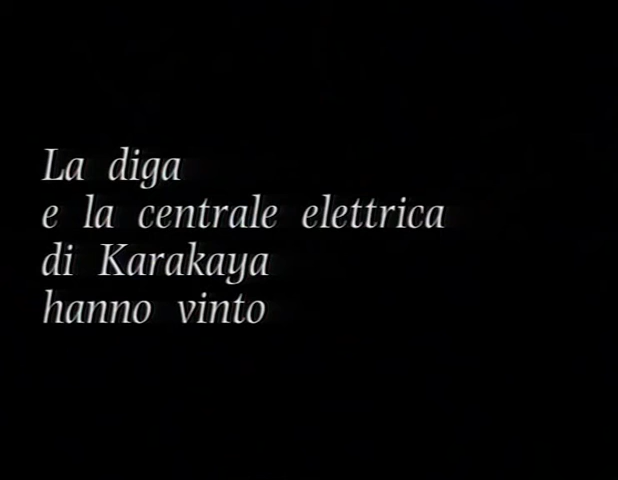 La diga
e la centrale elettrica
di Karakaya
hanno vinto